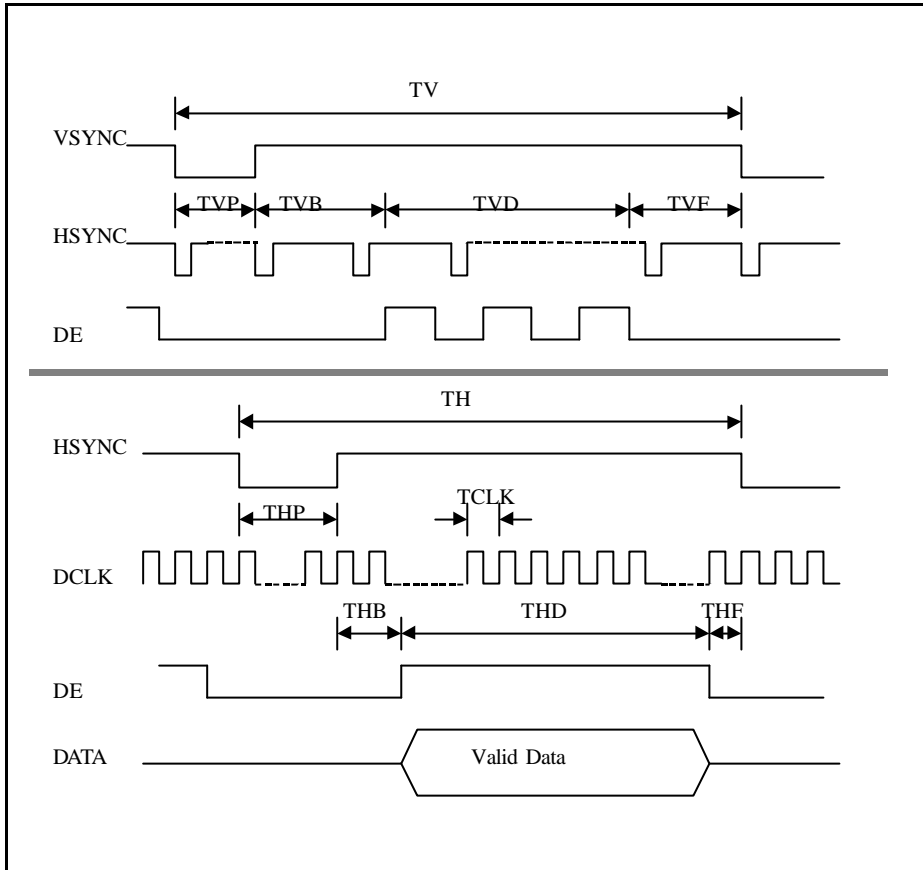 TV
VSYNC
TVP TVB TVD TVF
HSYNC
DE
TH
HSYNC
THP TCLK
DCLK
THB THD THF
DE
DATA Valid Data